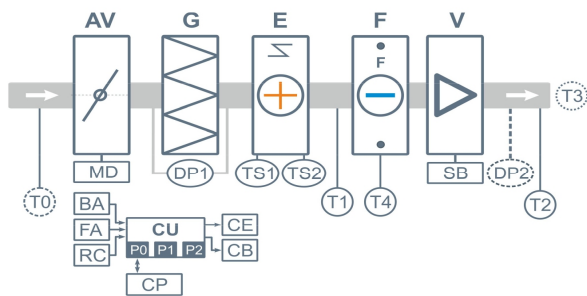 AV G E F V
F
T3
MD DP1 TS1 TS2 SB DP2
T0 T1 T4 T2
BA CE
FA CU
P0 P1 P2 CB
RC
CP